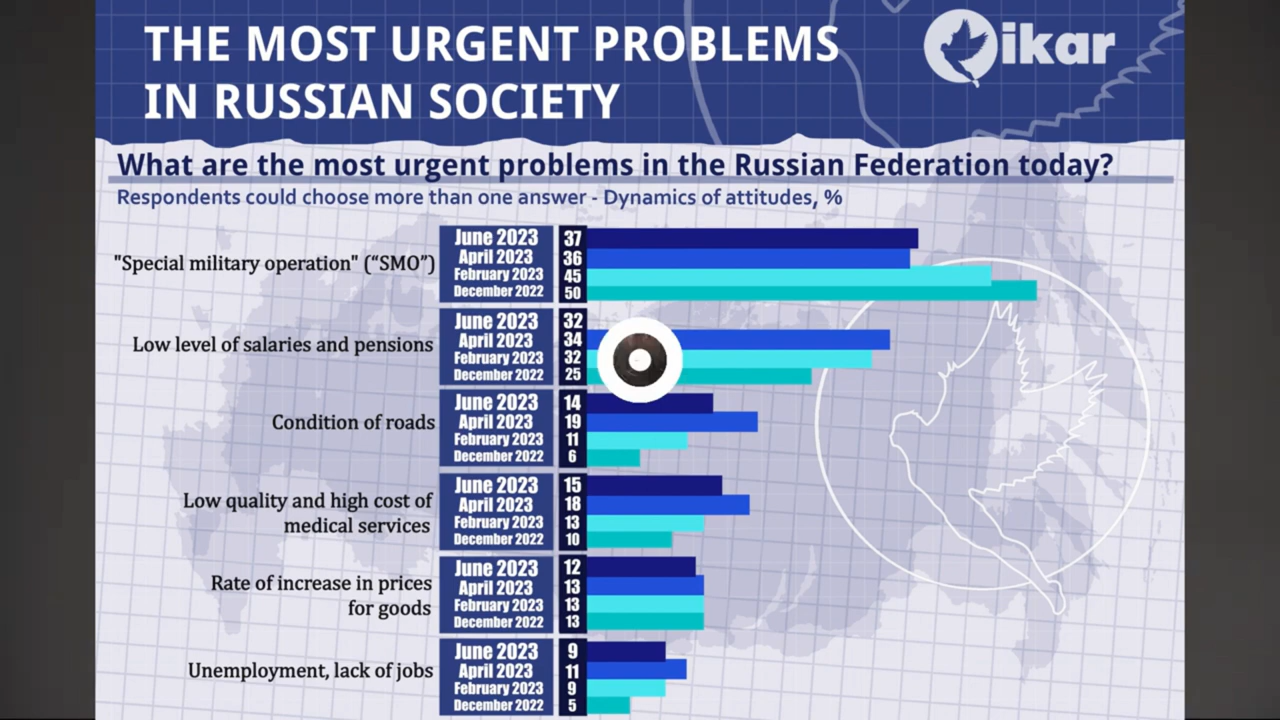 THE MOST URGENT PROBLEMS
IN RUSSIAN SOCIETY
ikar
What are the most urgent problems in the Russian Federation today?
Respondents could choose more than one answer - Dynamics of attitudes, %
"Special military operation" (“SMO”)
June 2023 37
April 2023 36
February 2023 45
December 2022 50
Low level of salaries and pensions
June 2023 32
April 2023 34
February 2023 32
December 2022 25
Condition of roads
June 2023 14
April 2023 19
February 2023 11
December 2022 6
Low quality and high cost of
medical services
June 2023 15
April 2023 18
February 2023 13
December 2022 10
Rate of increase in prices
for goods
June 2023 12
April 2023 13
February 2023 13
December 2022 13
Unemployment, lack of jobs
June 2023 9
April 2023 11
February 2023 9
December 2022 5